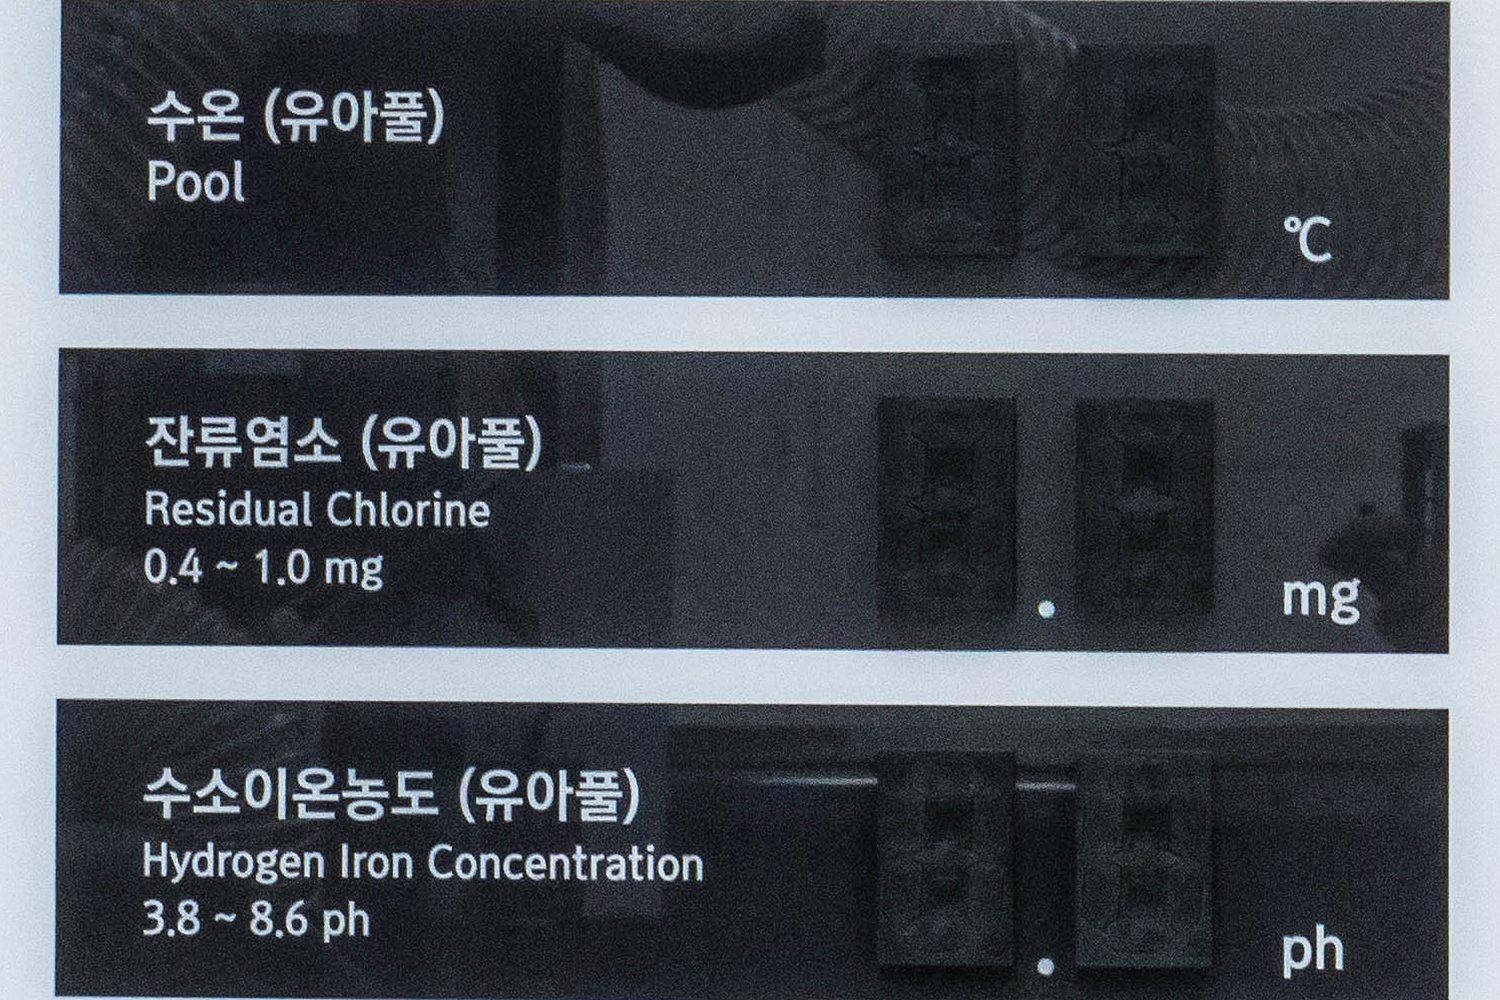 수온 (유아풀)
Pool
℃
잔류염소 (유아풀)
Residual Chlorine
0.4 ~ 1.0 mg
.
mg
수소이온농도 (유아풀)
Hydrogen Iron Concentration
3.8 ~ 8.6 ph
.
ph